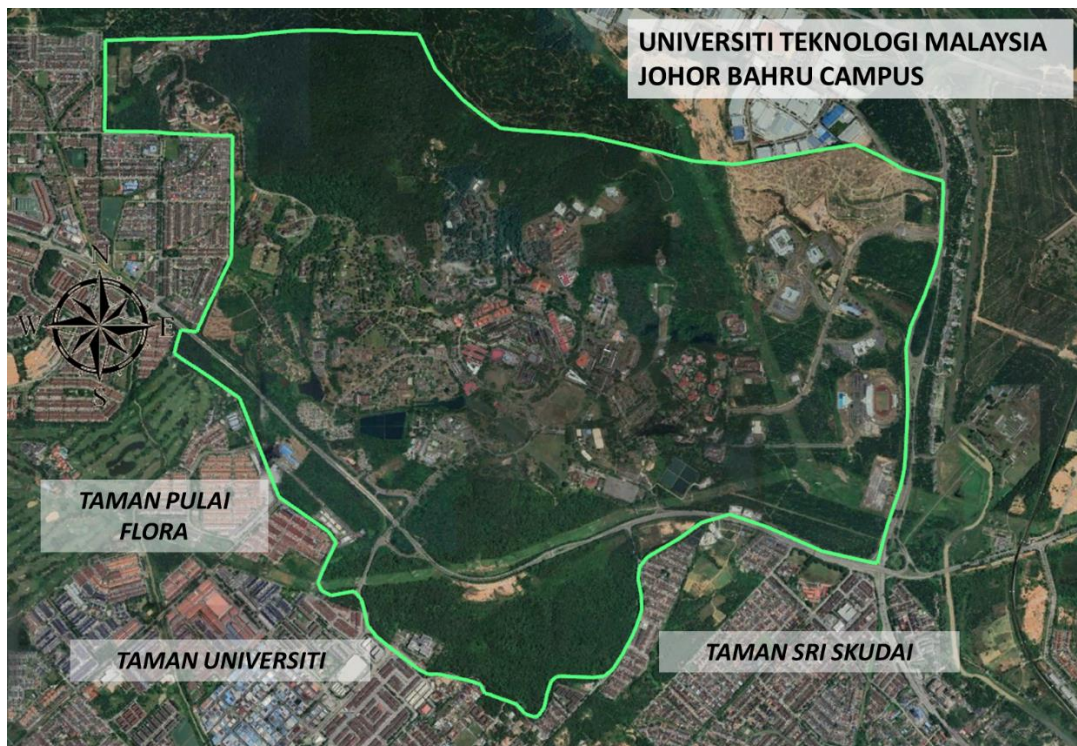 UNIVERSITI TEKNOLOGI MALAYSIA
JOHOR BAHRU CAMPUS
N
W E
S
TAMAN PULAI
FLORA
TAMAN UNIVERSITI
TAMAN SRI SKUDAI